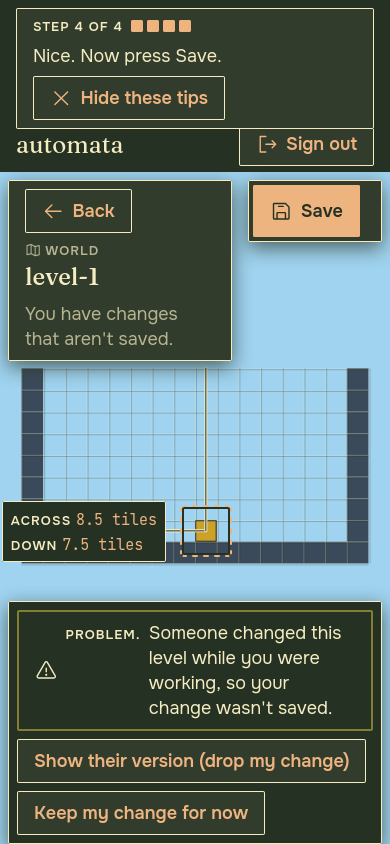 STEP 4 OF 4
Nice. Now press Save.
Hide these tips
automata
Sign out
Back
Save
WORLD
level-1
You have changes
that aren't saved.
ACROSS 8.5 tiles
DOWN 7.5 tiles
PROBLEM. Someone changed this
level while you were
working, so your
change wasn't saved.
Show their version (drop my change)
Keep my change for now